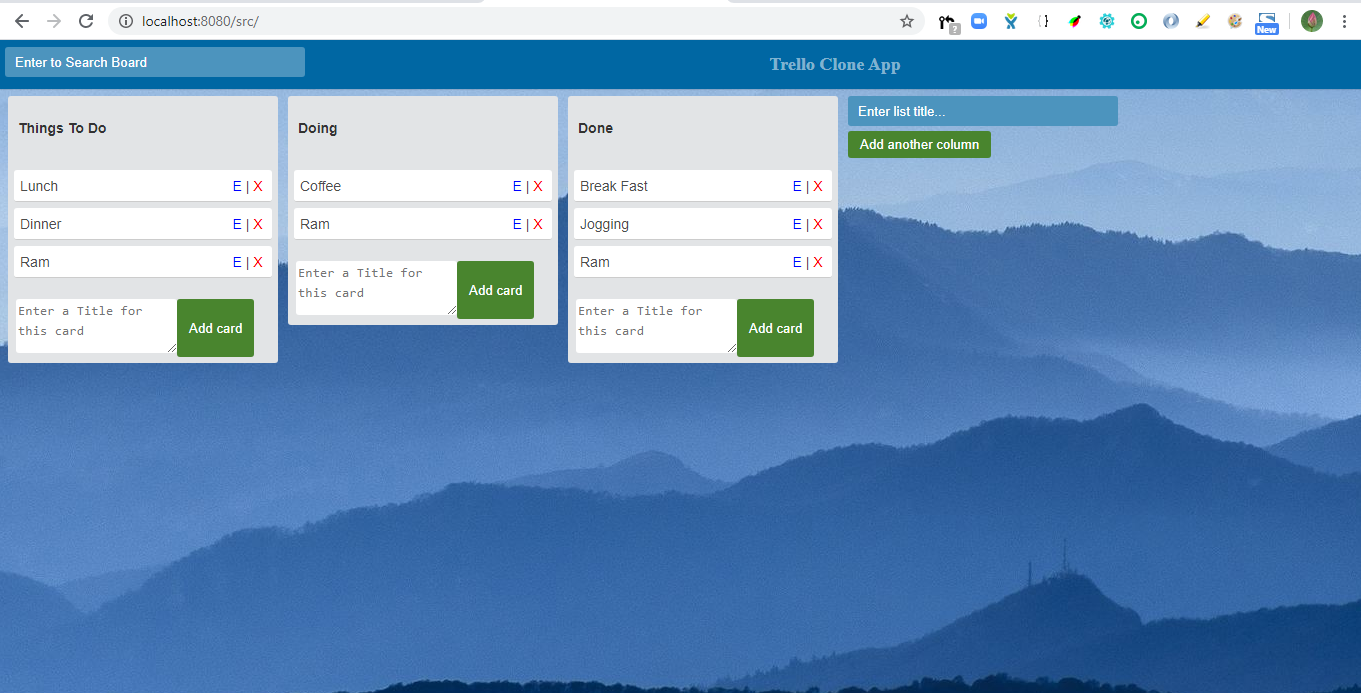 localhost:8080/src/
?
New
Enter to Search Board
Trello Clone App
Things To Do
Lunch E | X
Dinner E | X
Ram E | X
Enter a Title for
this card
Add card
Doing
Coffee E | X
Ram E | X
Enter a Title for
this card
Add card
Done
Break Fast E | X
Jogging E | X
Ram E | X
Enter a Title for
this card
Add card
Enter list title...
Add another column